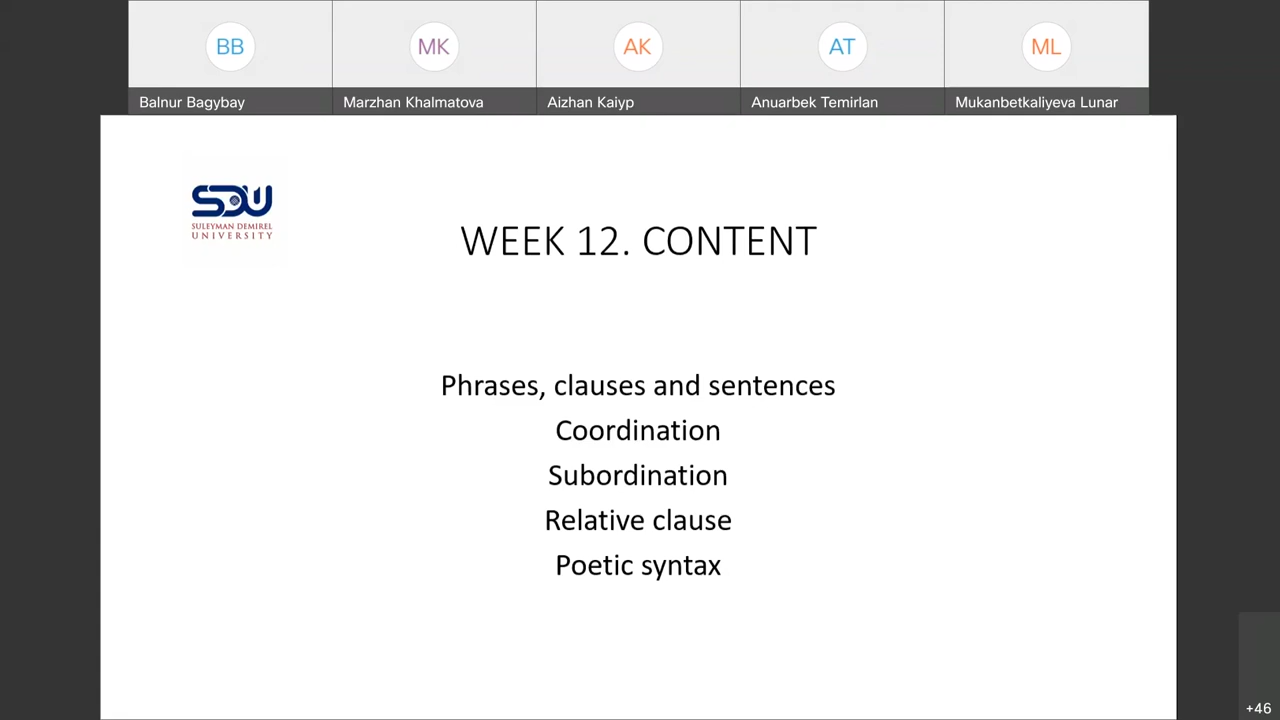 BB
MK
AK
AT
ML
Balnur Bagybay
Marzhan Khalmatova
Aizhan Kaiyp
Anuarbek Temirlan
Mukanbetkaliyeva Lunar
SDU
SULEYMAN DEMIREL
UNIVERSITY
WEEK 12. CONTENT
Phrases, clauses and sentences
Coordination
Subordination
Relative clause
Poetic syntax
+46